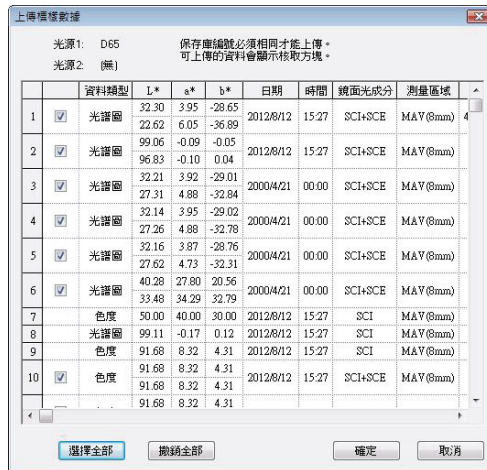 上傳標樣數據
光源1: D65 保存庫編號必須相同才能上傳。
光源2: (無) 可上傳的資料會顯示核取方塊。
資料類型 L* a* b* 日期 時間 鏡面光成分 測量區域
32.30 3.95 -28.65
1 光譜圖 2012/8/12 15:27 SCI+SCE MAV(8mm) 4
22.62 6.05 -36.89
99.06 -0.09 -0.05
2 光譜圖 2012/8/12 15:27 SCI+SCE MAV(8mm)
96.83 -0.10 0.04
32.21 3.92 -29.01
3 光譜圖 2000/4/21 00:00 SCI+SCE MAV(8mm)
27.31 4.88 -32.84
32.14 3.95 -29.02
4 光譜圖 2000/4/21 00:00 SCI+SCE MAV(8mm)
27.26 4.88 -32.78
32.16 3.87 -28.76
5 光譜圖 2000/4/21 00:00 SCI+SCE MAV(8mm)
27.62 4.73 -32.31
40.28 27.80 20.56
6 光譜圖 2000/4/21 00:00 SCI+SCE MAV(8mm)
33.48 34.29 32.79
7 色度 50.00 40.00 30.00 2012/8/12 15:27 SCI MAV(8mm)
8 光譜圖 99.11 -0.17 0.12 2012/8/12 15:27 SCI MAV(8mm)
9 色度 91.68 8.32 4.31 2012/8/12 15:27 SCI MAV(8mm)
91.68 8.32 4.31
10 色度 2012/8/12 15:27 SCI+SCE MAV(8mm)
91.68 8.32 4.31
91.68 8.32 4.31
選擇全部 撤銷全部 確定 取消